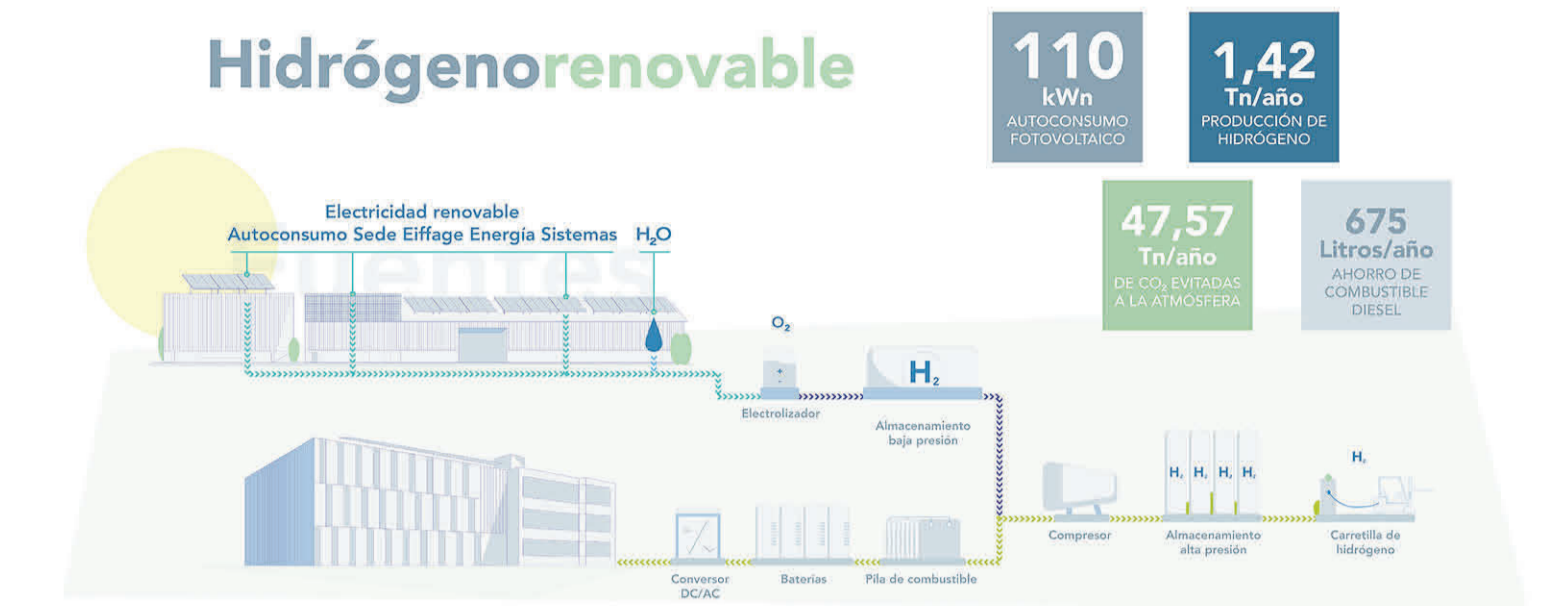 Hidrógenorenovable
110
kWn
AUTOCONSUMO
FOTOVOLTAICO
1,42
Tn/año
PRODUCCIÓN DE
HIDRÓGENO
47,57
Tn/año
DE CO₂ EVITADAS
A LA ATMÓSFERA
675
Litros/año
AHORRO DE
COMBUSTIBLE
DIESEL
Fuentes
Electricidad renovable
Autoconsumo Sede Eiffage Energía Sistemas
H₂O
O₂
+
-
Electrolizador
H₂
Almacenamiento
baja presión
Compresor
H₂ H₂ H₂ H₂
Almacenamiento
alta presión
H₂
Carretilla de
hidrógeno
Conversor
DC/AC
Baterías
Pila de combustible